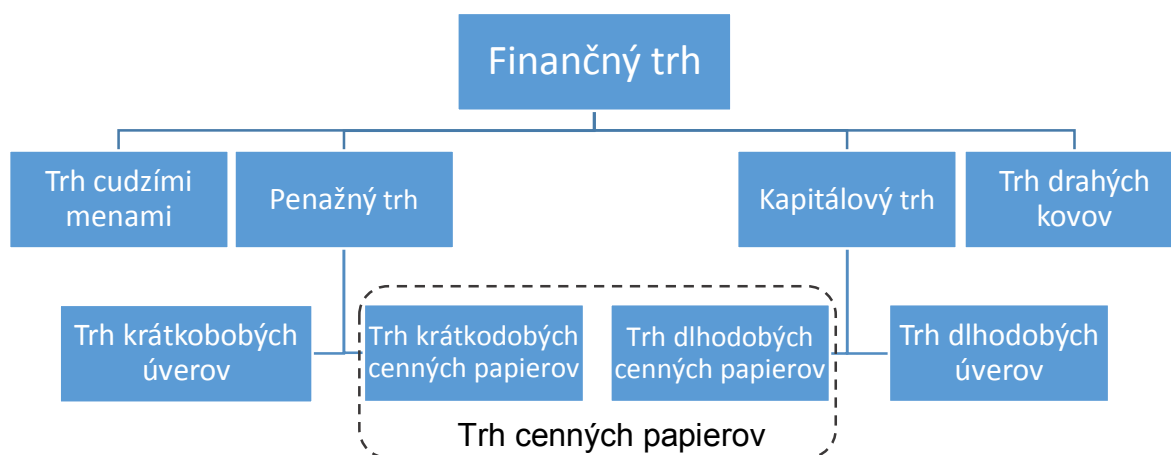 Finančný trh
Trh cudzími
menami
Penažný trh
Kapitálový trh
Trh drahých
kovov
Trh krátkobobých
úverov
Trh krátkodobých
cenných papierov
Trh dlhodobých
cenných papierov
Trh dlhodobých
úverov
Trh cenných papierov